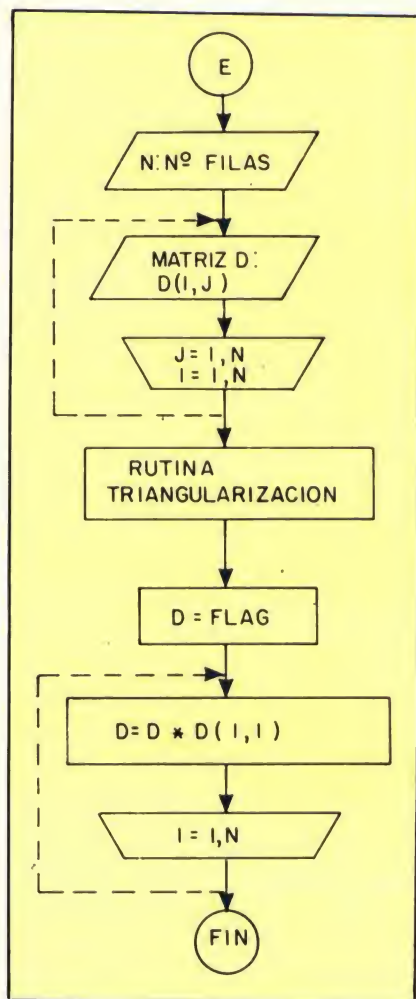 E
N:Nº FILAS
MATRIZ D:
D(I,J)
J=I,N
I=I,N
RUTINA
TRIANGULARIZACION
D=FLAG
D=D * D(I,I)
I=I,N
FIN